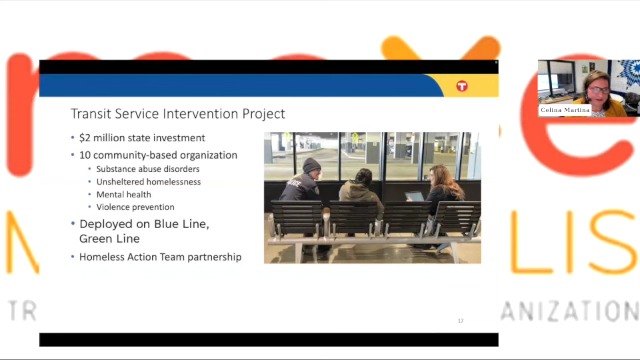 Transit Service Intervention Project
• $2 million state investment
• 10 community-based organization
• Substance abuse disorders
• Unsheltered homelessness
• Mental health
• Violence prevention
• Deployed on Blue Line,
Green Line
• Homeless Action Team partnership
17
Celina Martina
LIS
TR
ANIZATION